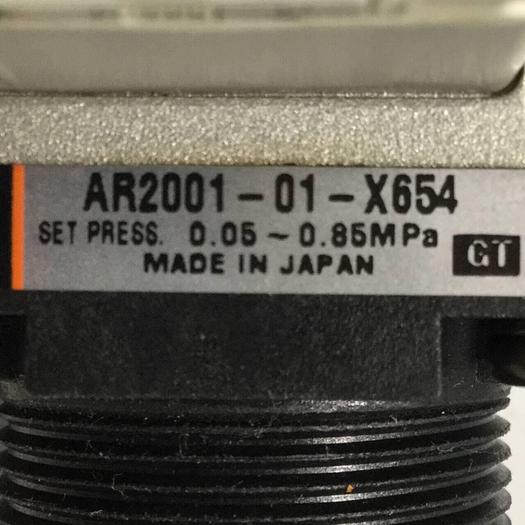 AR2001-01-X654
SET PRESS. 0.05~0.85MPa
MADE IN JAPAN
GT